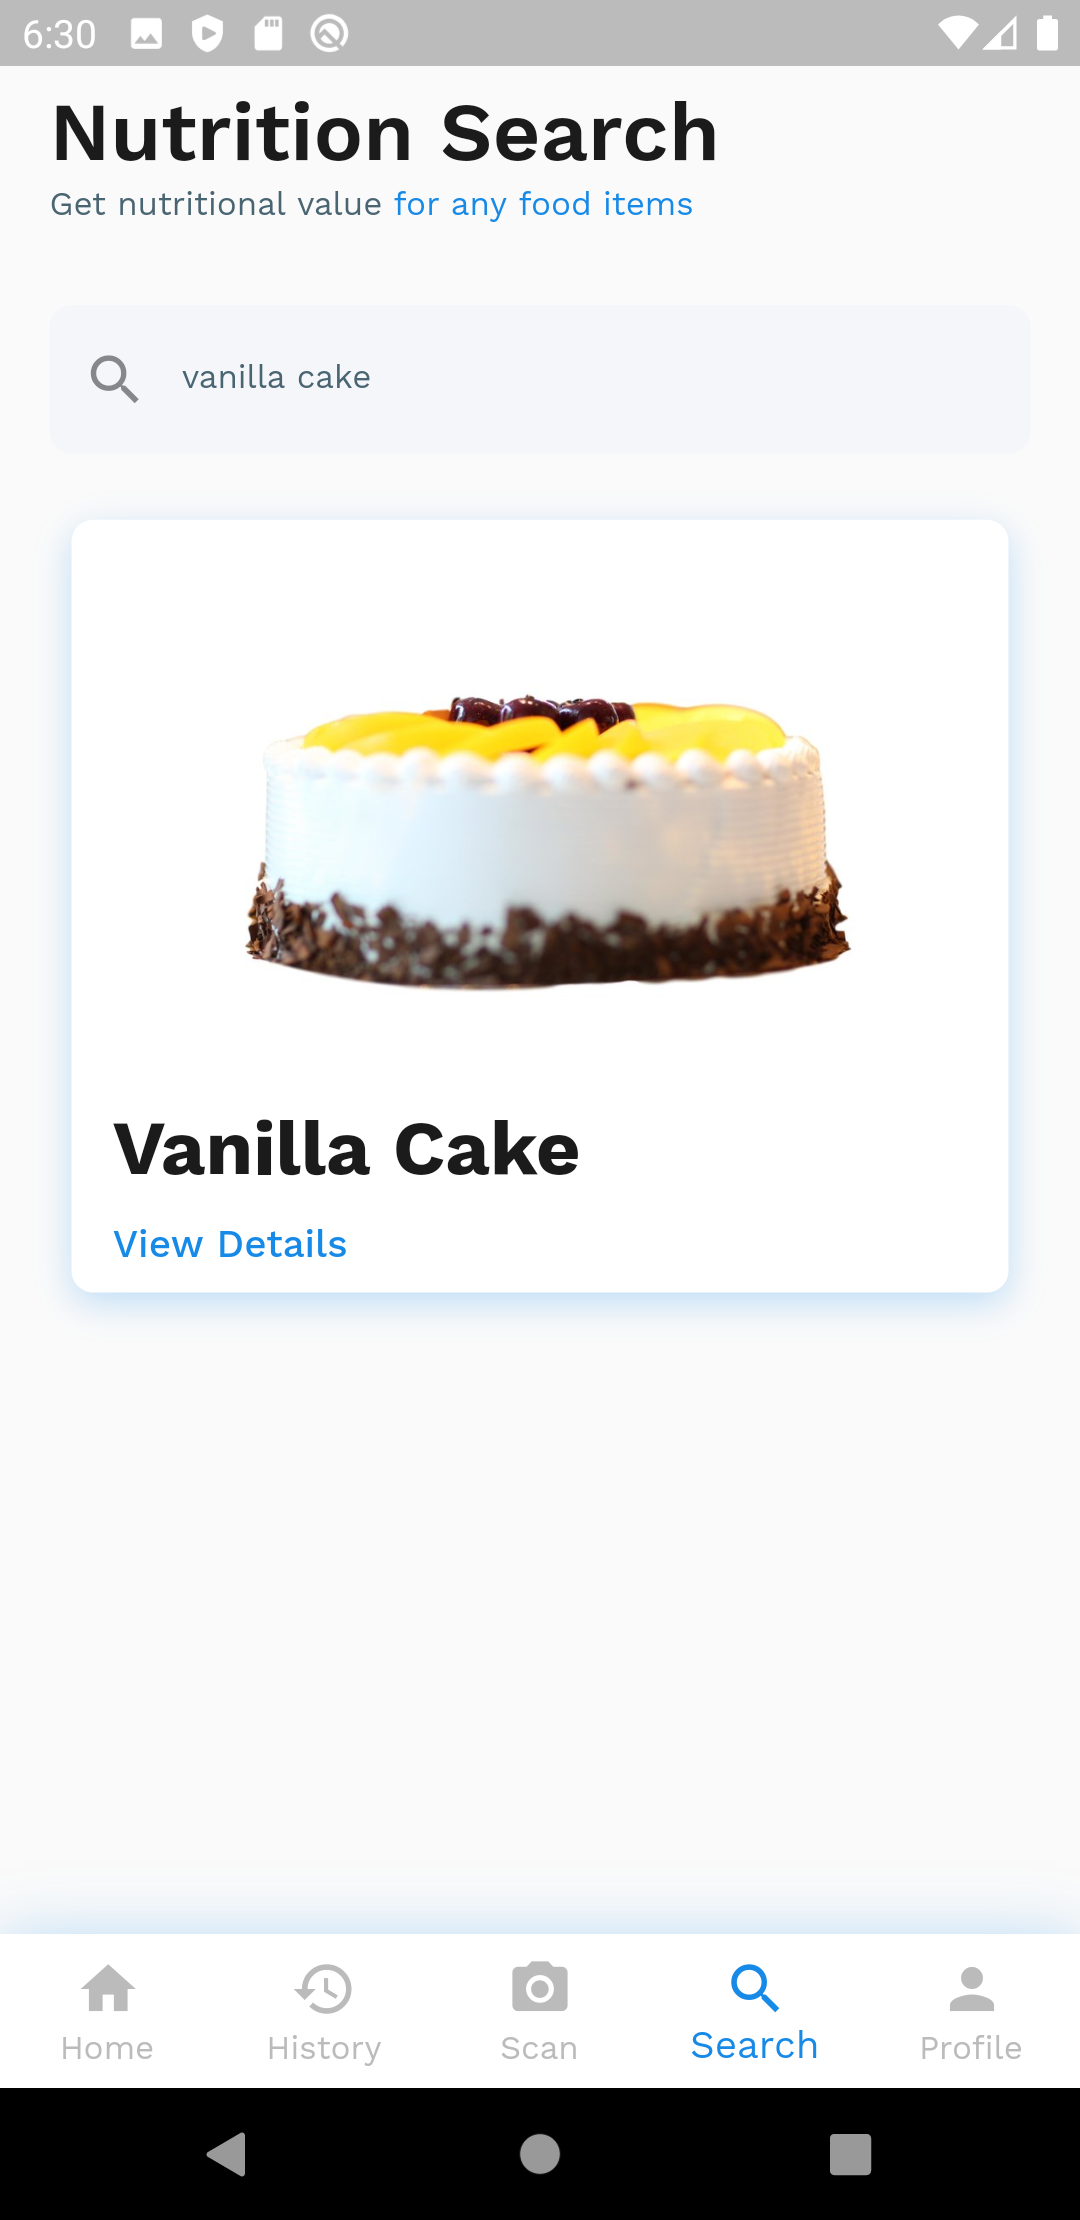 6:30
Nutrition Search
Get nutritional value for any food items
vanilla cake
Vanilla Cake
View Details
Home
History
Scan
Search
Profile